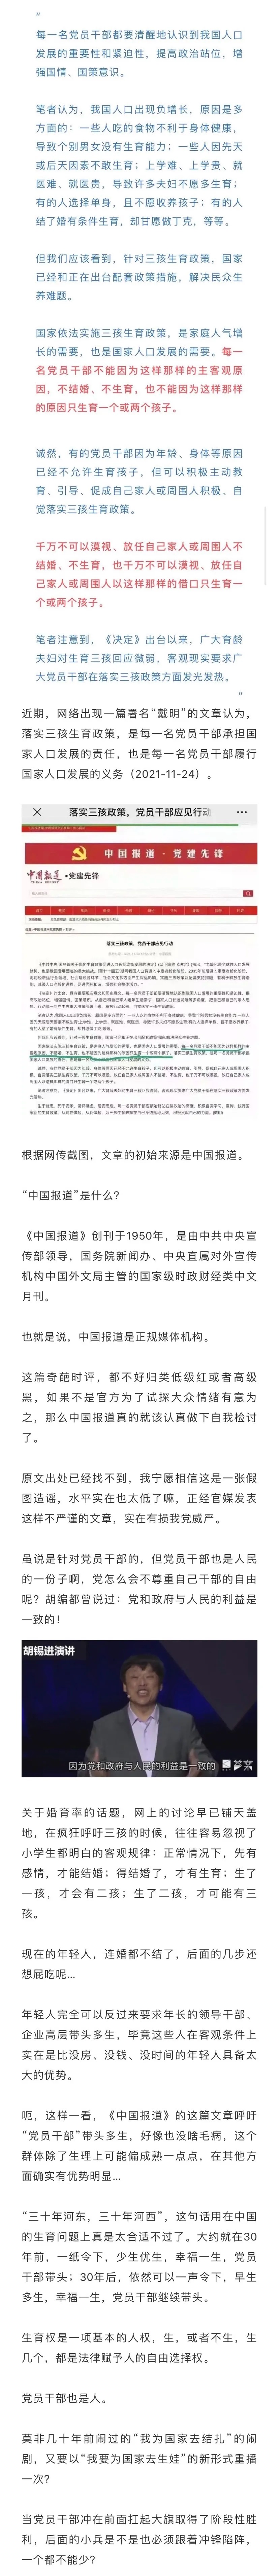 “
每一名党员干部都要清醒地认识到我国人口
发展的重要性和紧迫性，提高政治站位，增
强国情、国策意识。
笔者认为，我国人口出现负增长，原因是多
方面的：一些人吃的食物不利于身体健康，
导致个别男女没有生育能力；一些人因先天
或后天因素不敢生育；上学难、上学贵、就
医难、就医贵，导致许多夫妇不愿多生育；
有的人选择单身，且不愿收养孩子；有的人
结了婚有条件生育，却甘愿做丁克，等等。
但我们应该看到，针对三孩生育政策，国家
已经和正在出台配套政策措施，解决民众生
养难题。
国家依法实施三孩生育政策，是家庭人气增
长的需要，也是国家人口发展的需要。每一
名党员干部不能因为这样那样的主客观原
因，不结婚、不生育，也不能因为这样那样
的原因只生育一个或两个孩子。
诚然，有的党员干部因为年龄、身体等原因
已经不允许生育孩子，但可以积极主动教
育、引导、促成自己家人或周围人积极、自
觉落实三孩生育政策。
千万不可以漠视、放任自己家人或周围人不
结婚、不生育，也千万不可以漠视、放任自
己家人或周围人以这样那样的借口只生育一
个或两个孩子。
笔者注意到，《决定》出台以来，广大育龄
夫妇对生育三孩回应微弱，客观现实要求广
大党员干部在落实三孩政策方面发光发热。
”
近期，网络出现一篇署名“戴明”的文章认为，
落实三孩生育政策，是每一名党员干部承担国
家人口发展的责任，也是每一名党员干部履行
国家人口发展的义务（2021-11-24）。
落实三孩政策，党员干部应见行动
中国报道·党建先锋
中国报道·党建先锋
落实三孩政策，党员干部应见行动
根据网传截图，文章的初始来源是中国报道。
“中国报道”是什么?
《中国报道》创刊于1950年，是由中共中央宣
传部领导，国务院新闻办、中央直属对外宣传
机构中国外文局主管的国家级时政财经类中文
月刊。
也就是说，中国报道是正规媒体机构。
这篇奇葩时评，都不好归类低级红或者高级
黑，如果不是官方为了试探大众情绪有意为
之，那么中国报道真的就该认真做下自我检讨
了。
原文出处已经找不到，我宁愿相信这是一张假
图造谣，水平实在也太低了嘛，正经官媒发表
这样不严谨的文章，实在有损我党威严。
虽说是针对党员干部的，但党员干部也是人民
的一份子啊，党怎么会不尊重自己干部的自由
呢？胡编都曾说过：党和政府与人民的利益是
一致的！
胡锡进演讲
因为党和政府与人民的利益是一致的
关于婚育率的话题，网上的讨论早已铺天盖
地，在疯狂呼吁三孩的时候，往往容易忽视了
小学生都明白的客观规律：正常情况下，先有
感情，才能结婚；得结婚了，才有生育；生了
一孩，才会有二孩；生了二孩，才可能有三
孩。
现在的年轻人，连婚都不结了，后面的几步还
想屁吃呢…
年轻人完全可以反过来要求年长的领导干部、
企业高层带头多生，毕竟这些人在客观条件上
实在是比没房、没钱、没时间的年轻人具备太
大的优势。
呃，这样一看，《中国报道》的这篇文章呼吁
“党员干部”带头多生，好像也没啥毛病，这个
群体除了生理上可能偏成熟一点点，在其他方
面确实有优势明显…
“三十年河东，三十年河西”，这句话用在中国
的生育问题上真是太合适不过了。大约就在30
年前，一纸令下，少生优生，幸福一生，党员
干部带头；30年后，依然可以一声令下，早生
多生，幸福一生，党员干部继续带头。
生育权是一项基本的人权，生，或者不生，生
几个，都是法律赋予人的自由选择权。
党员干部也是人。
莫非几十年前闹过的“我为国家去结扎”的闹
剧，又要以“我要为国家去生娃”的新形式重播
一次?
当党员干部冲在前面扛起大旗取得了阶段性胜
利，后面的小兵是不是也必须跟着冲锋陷阵，
一个都不能少?